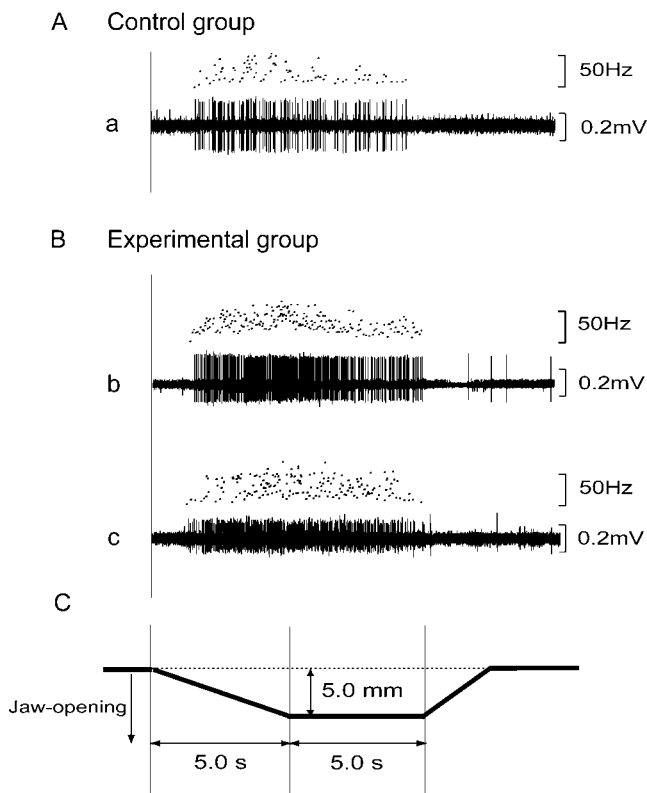 A Control group
50Hz
a
0.2mV
B Experimental group
50Hz
b
0.2mV
50Hz
c
0.2mV
C
5.0 mm
Jaw-opening
5.0 s 5.0 s